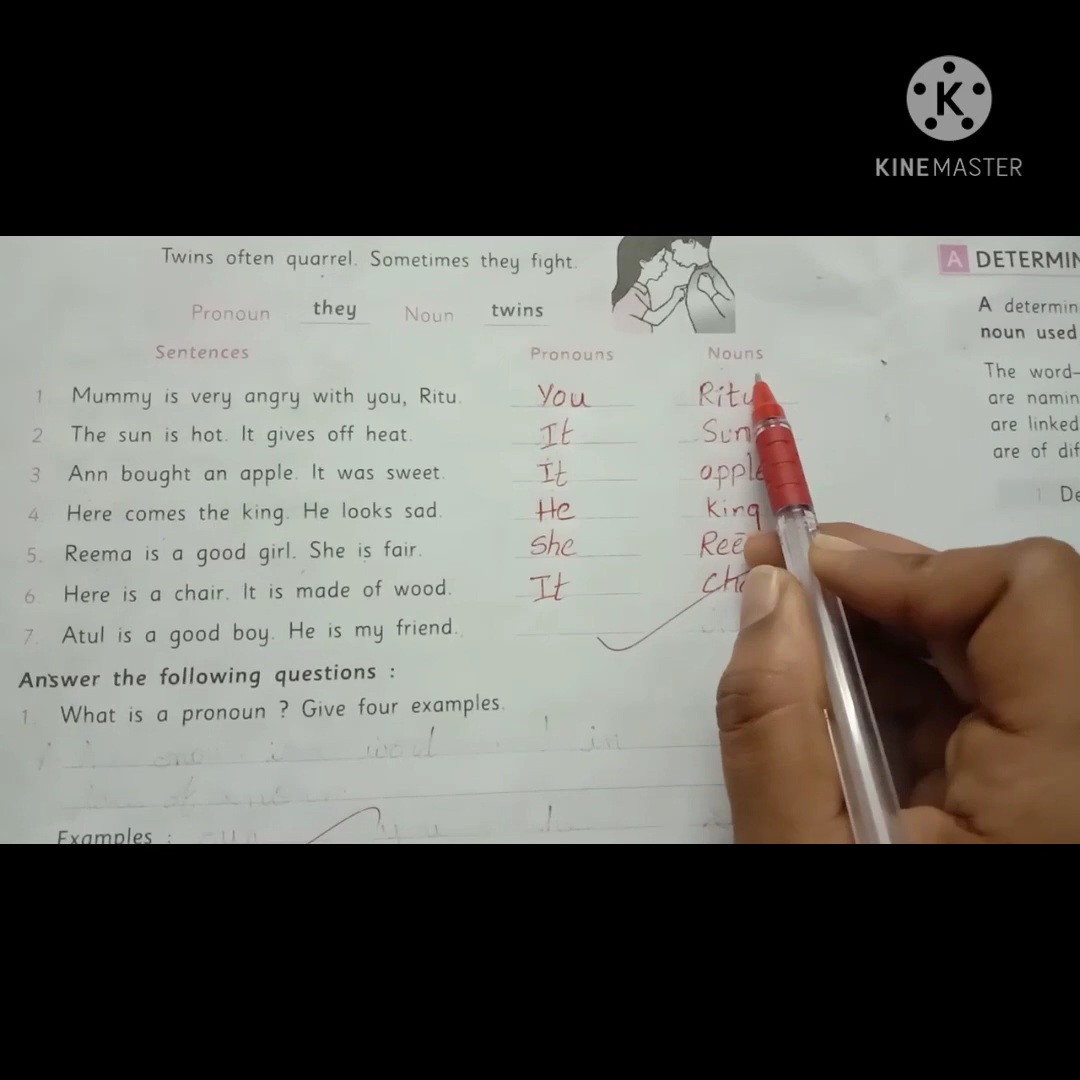 K
KINEMASTER
Twins often quarrel. Sometimes they fight.
Pronoun they Noun twins
Sentences Pronouns Nouns
1 Mummy is very angry with you, Ritu. You Ritu
2 The sun is hot. It gives off heat. It Sun
3 Ann bought an apple. It was sweet. It apple
4 Here comes the king. He looks sad. He King
5. Reema is a good girl. She is fair. She
6. Here is a chair. It is made of wood. It
7. Atul is a good boy. He is my friend.
Answer the following questions :
1. What is a pronoun ? Give four examples.
word in
Examples :
A DETERMIN
A determin
noun used
The word-
are namin
are linked
are of dif
1 De